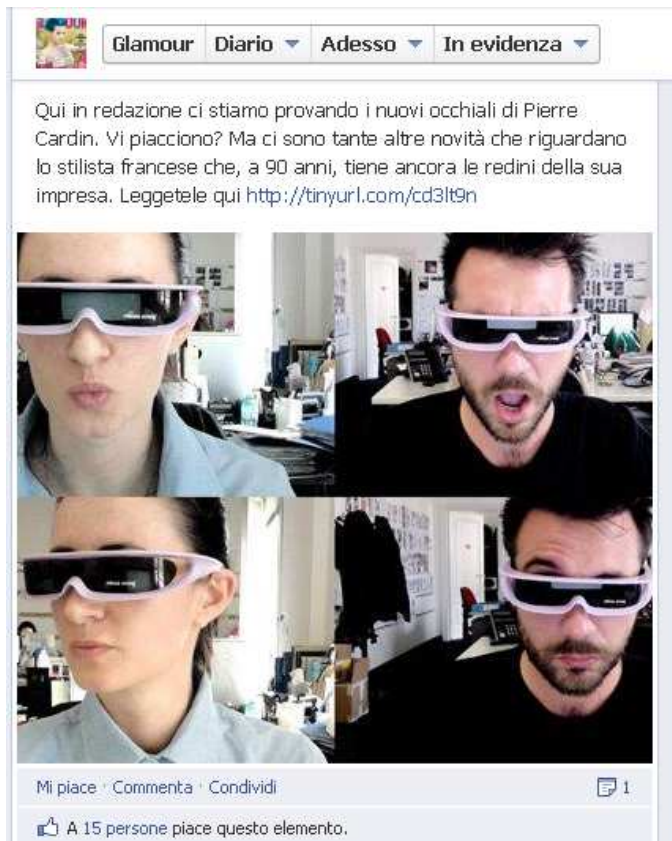 Glamour Diario Adesso In evidenza
Qui in redazione ci stiamo provando i nuovi occhiali di Pierre
Cardin. Vi piacciono? Ma ci sono tante altre novità che riguardano
lo stilista francese che, a 90 anni, tiene ancora le redini della sua
impresa. Leggetele qui http://tinyurl.com/cd3lt9n
Mi piace · Commenta · Condividi 1
A 15 persone piace questo elemento.